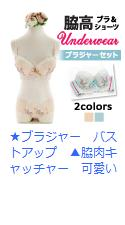 脇高ブラ&ショーツ
Underwear
ブラジャーセット
2colors
★ブラジャー　バス
トアップ　▲脇肉キ
ャッチャー　可愛い